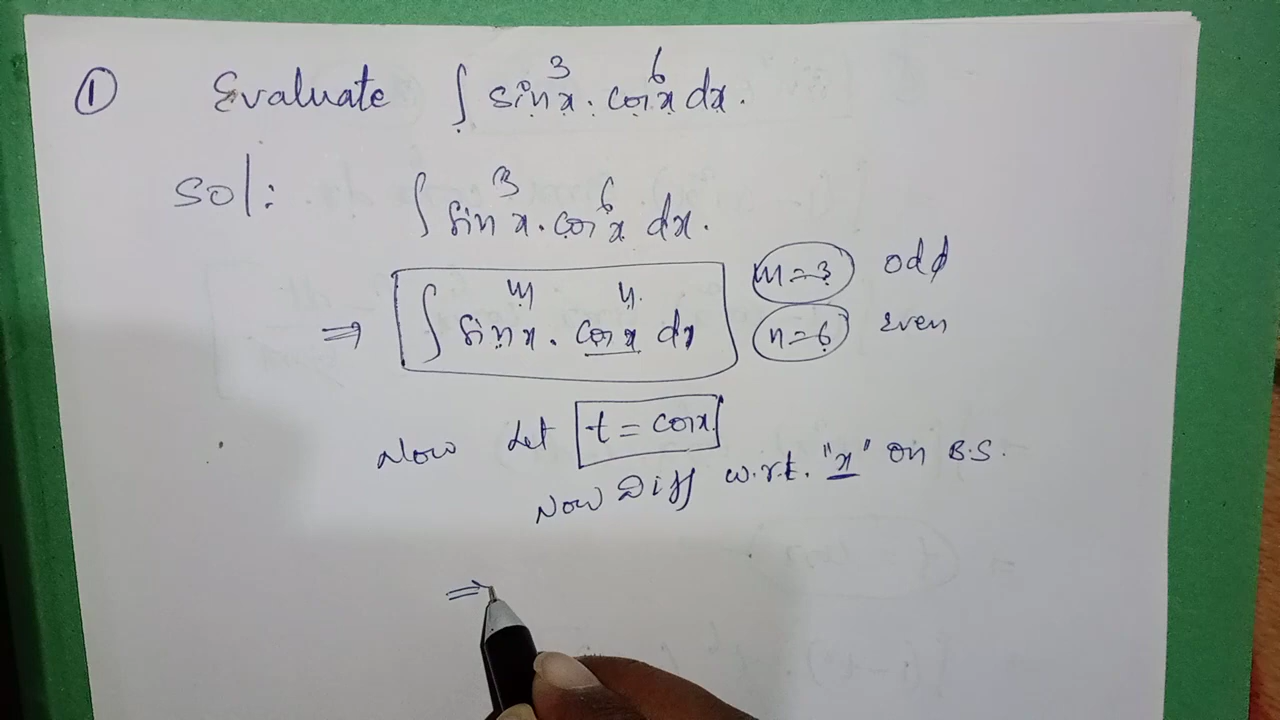 ① Evaluate ∫ sin³x . cos⁶x dx.
Sol: ∫ sin³x . cos⁶x dx.
⇒ ∫ sinᵐx . cosⁿx dx m=3 odd
n=6 even
Now Let t = cosx.
Now Diff w.r.t. "x" on B.S.
⇒